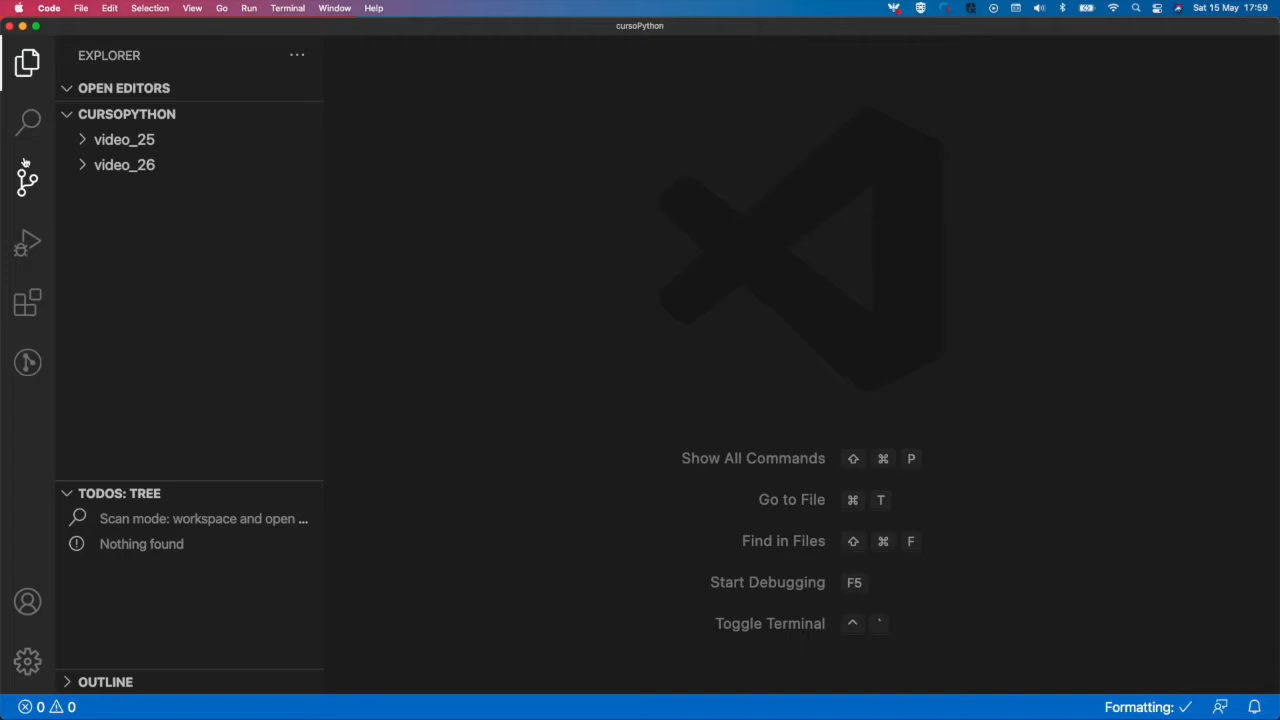 Code File Edit Selection View Go Run Terminal Window Help Sat 15 May 17:59
cursoPython
EXPLORER
OPEN EDITORS
CURSOPYTHON
video_25
video_26
Show All Commands ⇧ ⌘ P
Go to File ⌘ T
Find in Files ⇧ ⌘ F
Start Debugging F5
Toggle Terminal ^ `
TODOS: TREE
Scan mode: workspace and open ...
Nothing found
OUTLINE
0 0 Formatting: ✓